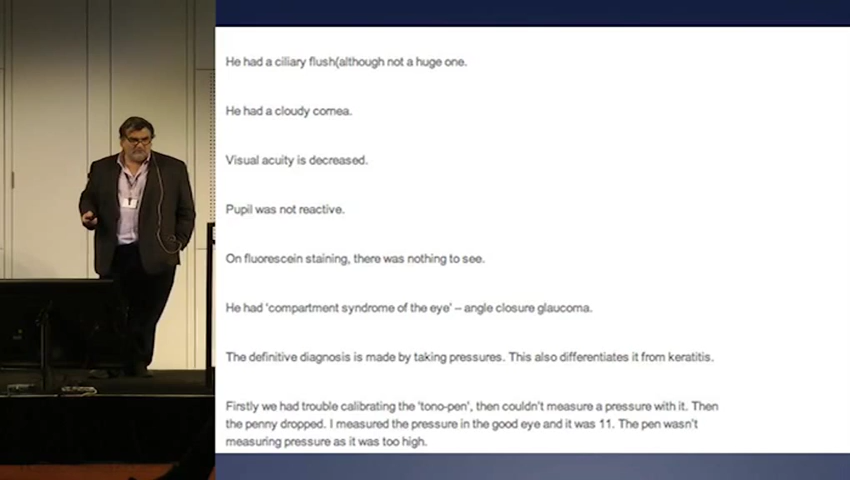 He had a ciliary flush(although not a huge one.
He had a cloudy cornea.
Visual acuity is decreased.
Pupil was not reactive.
On fluorescein staining, there was nothing to see.
He had 'compartment syndrome of the eye' – angle closure glaucoma.
The definitive diagnosis is made by taking pressures. This also differentiates it from keratitis.
Firstly we had trouble calibrating the 'tono-pen', then couldn't measure a pressure with it. Then
the penny dropped. I measured the pressure in the good eye and it was 11. The pen wasn't
measuring pressure as it was too high.